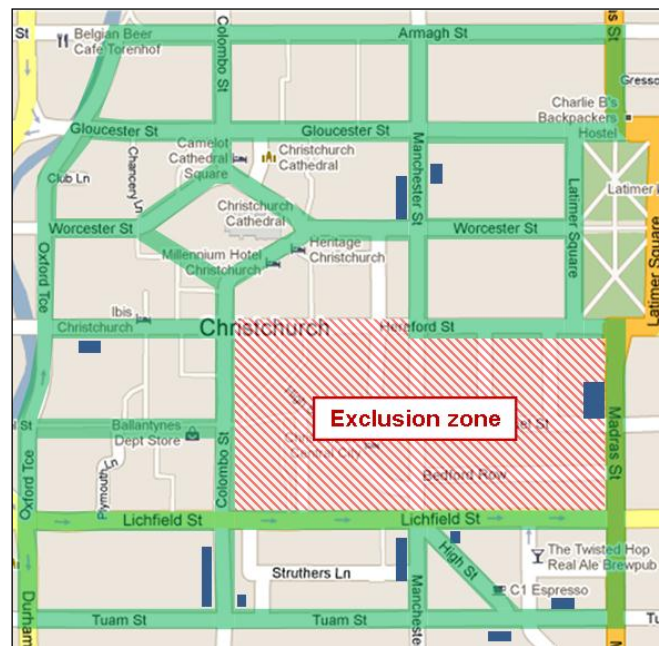 St
Belgian Beer
Cafe Torenhof
Colombo St
Armagh St
Gloucester St
Gloucester St
Camelot
Cathedral
Square
Christchurch
Cathedral
Charlie B's
Backpackers
Hostel
Manchester St
Chancery Ln
Club Ln
Latimer
Christchurch
Cathedral
Worcester St
Worcester St
Latimer Square
Latimer Square
Oxford Tce
Millennium Hotel
Christchurch
Heritage
Christchurch
Ibis
Christchurch
Christchurch
Hereford St
Exclusion zone
St
Ballantynes
Dept Store
Bedford Row
Madras St
Colombo St
Plymouth Ln
Oxford Tce
Lichfield St
Lichfield St
High St
The Twisted Hop
Real Ale Brewpub
Struthers Ln
C1 Espresso
Durham
Tuam St
Manchester
Tuam St